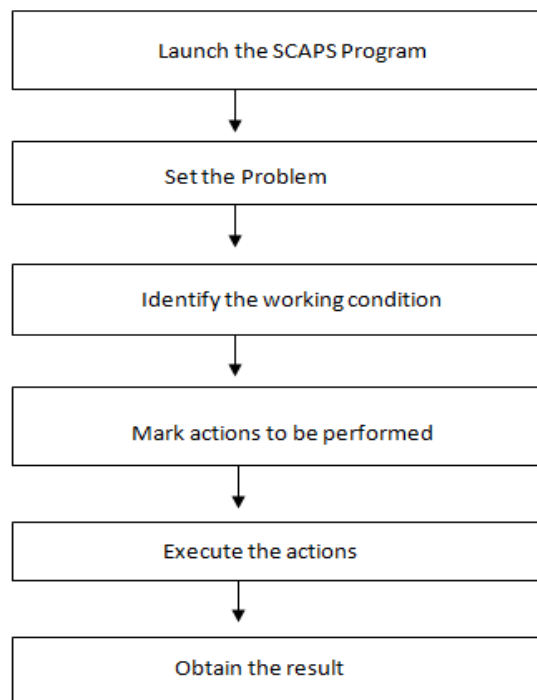 Launch the SCAPS Program
Set the Problem
Identify the working condition
Mark actions to be performed
Execute the actions
Obtain the result